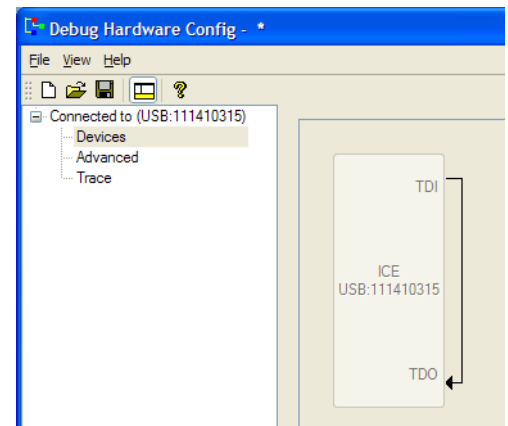 Debug Hardware Config - *
File View Help
Connected to (USB:111410315)
Devices
Advanced
Trace
TDI
ICE
USB:111410315
TDO